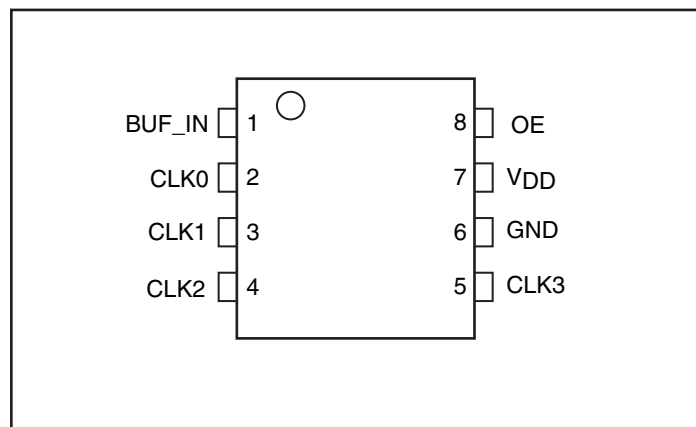 BUF_IN 1 8 OE
CLK0 2 7 VDD
CLK1 3 6 GND
CLK2 4 5 CLK3